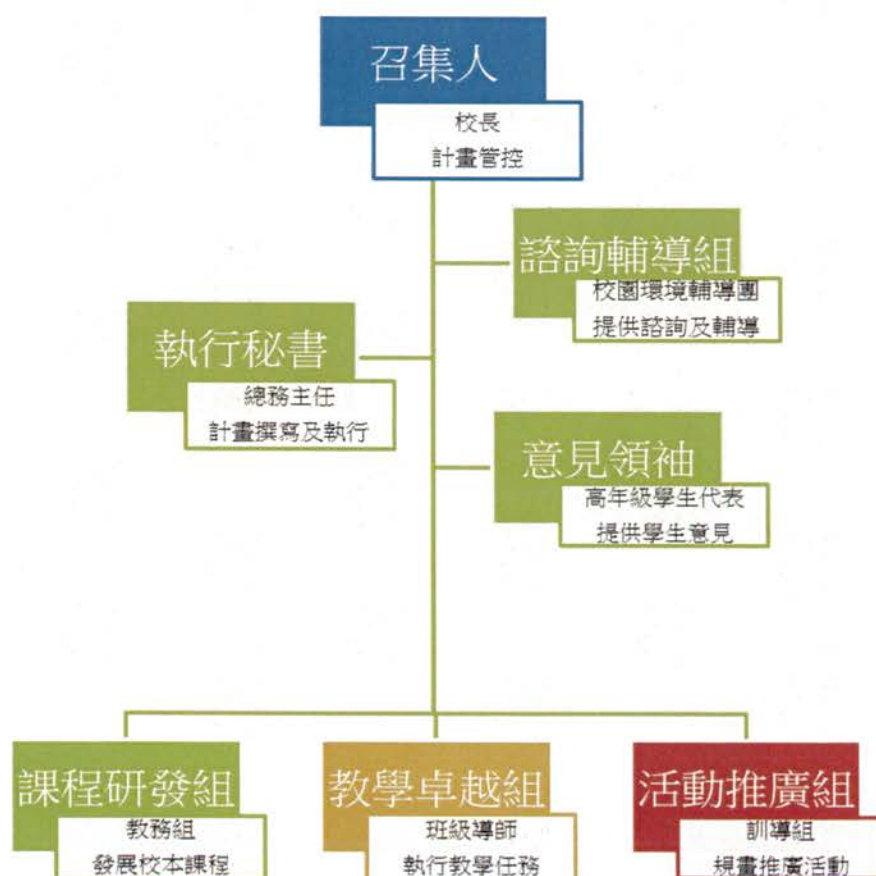 召集人
校長
計畫管控
諮詢輔導組
校園環境輔導團
提供諮詢及輔導
執行秘書
總務主任
計畫撰寫及執行
意見領袖
高年級學生代表
提供學生意見
課程研發組
教務組
發展校本課程
教學卓越組
班級導師
執行教學任務
活動推廣組
訓導組
規畫推廣活動